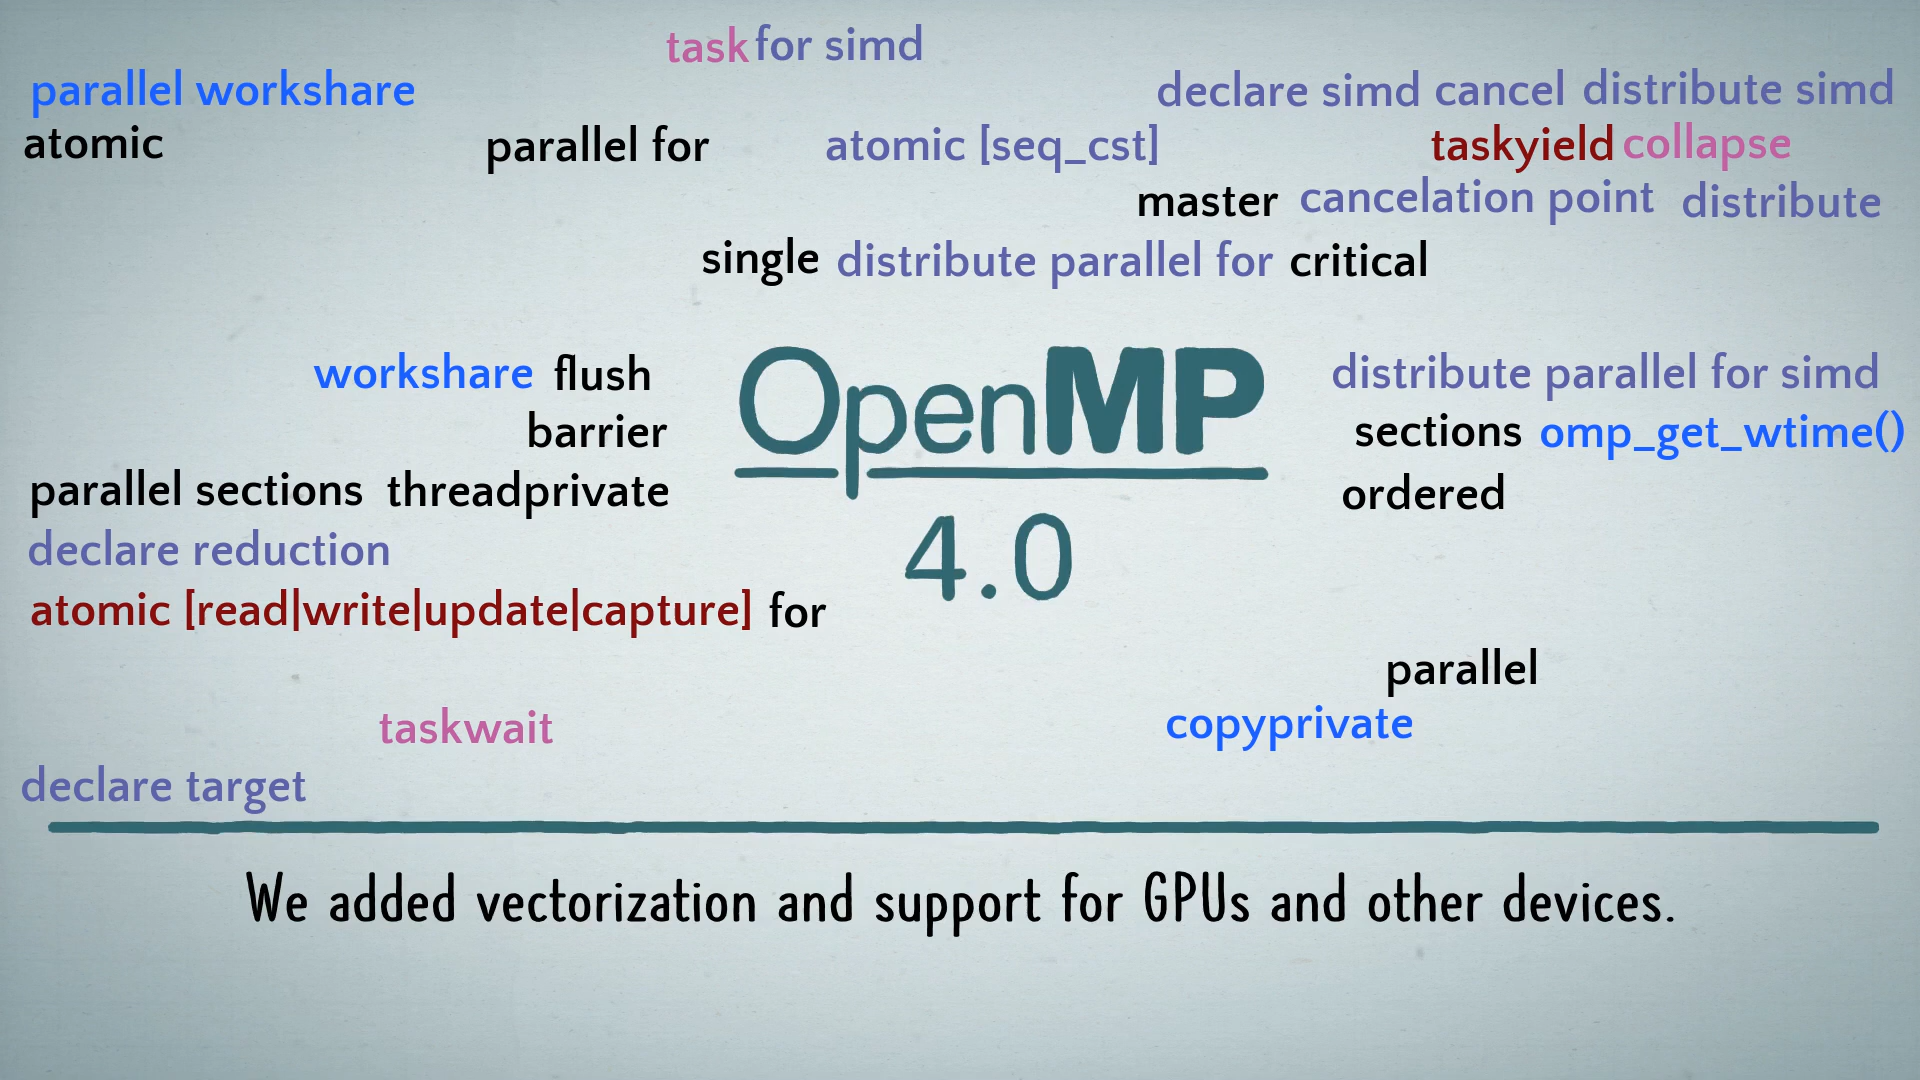 task for simd
parallel workshare declare simd cancel distribute simd
atomic parallel for atomic [seq_cst] taskyield collapse
master cancelation point distribute
single distribute parallel for critical
workshare flush distribute parallel for simd
OpenMP
barrier sections omp_get_wtime()
parallel sections threadprivate ordered
declare reduction 4.0
atomic [read|write|update|capture] for
parallel
taskwait copyprivate
declare target
We added vectorization and support for GPUs and other devices.